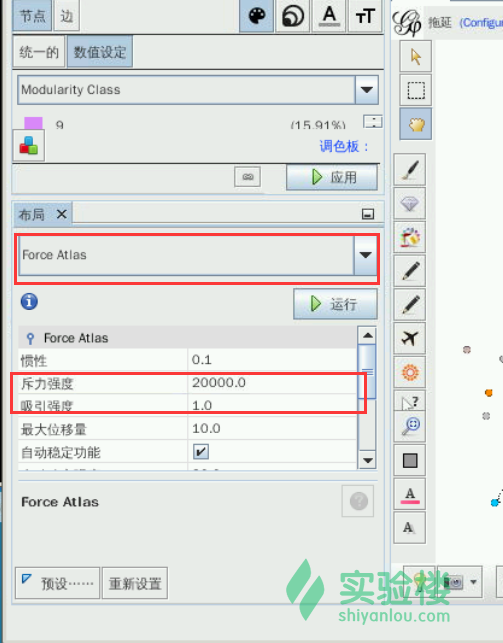 节点 边 A T T
统一的 数值设定
Modularity Class
9 (15.91%)
调色板：
应用
布局 ✕
Force Atlas
运行
Force Atlas
惯性 0.1
斥力强度 20000.0
吸引强度 1.0
最大位移量 10.0
自动稳定功能
Force Atlas
?
预设…… 重新设置
拖延 (Configur
?
A
A
实验楼
shiyanlou.com